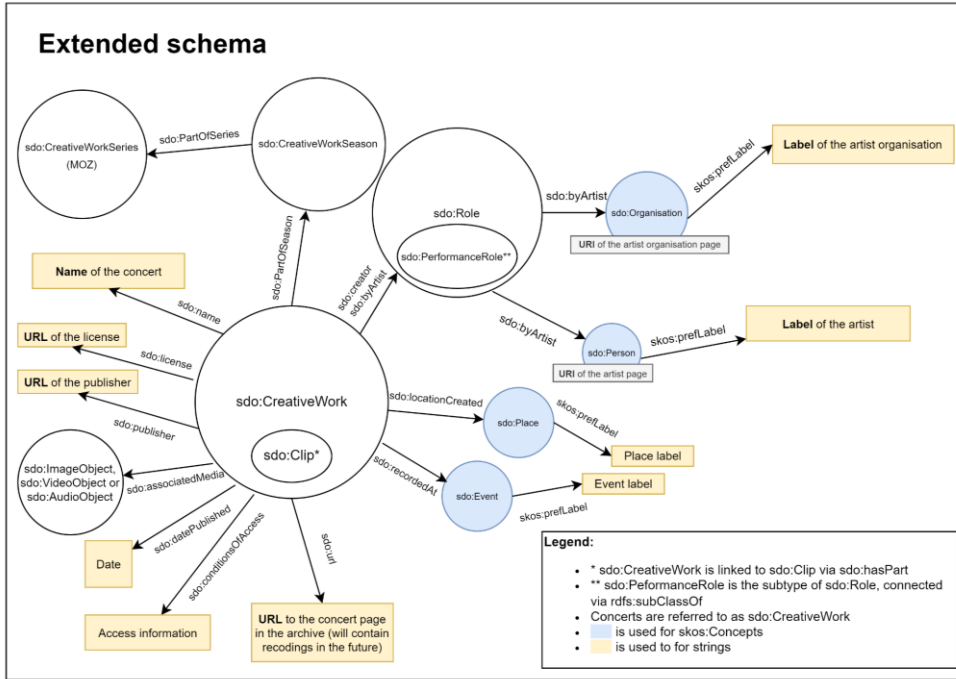 Extended schema
sdo:CreativeWorkSeries
(MOZ)
sdo:PartOfSeries
sdo:CreativeWorkSeason
sdo:Role
sdo:PerformanceRole**
sdo:byArtist
sdo:Organisation
URI of the artist organisation page
skos:prefLabel
Label of the artist organisation
sdo:byArtist
sdo:Person
URI of the artist page
skos:prefLabel
Label of the artist
sdo:PartOfSeason
sdo:creator
sdo:byArtist
Name of the concert
sdo:name
URL of the license
sdo:license
URL of the publisher
sdo:publisher
sdo:CreativeWork
sdo:Clip*
sdo:locationCreated
sdo:Place
skos:prefLabel
Place label
sdo:recordedAt
sdo:Event
skos:prefLabel
Event label
sdo:ImageObject,
sdo:VideoObject or
sdo:AudioObject
sdo:associatedMedia
sdo:datePublished
Date
sdo:conditionsOfAccess
Access information
sdo:url
URL to the concert page
in the archive (will contain
recodings in the future)
Legend:
* sdo:CreativeWork is linked to sdo:Clip via sdo:hasPart
** sdo:PeformanceRole is the subtype of sdo:Role, connected
via rdfs:subClassOf
Concerts are referred to as sdo:CreativeWork
is used for skos:Concepts
is used to for strings